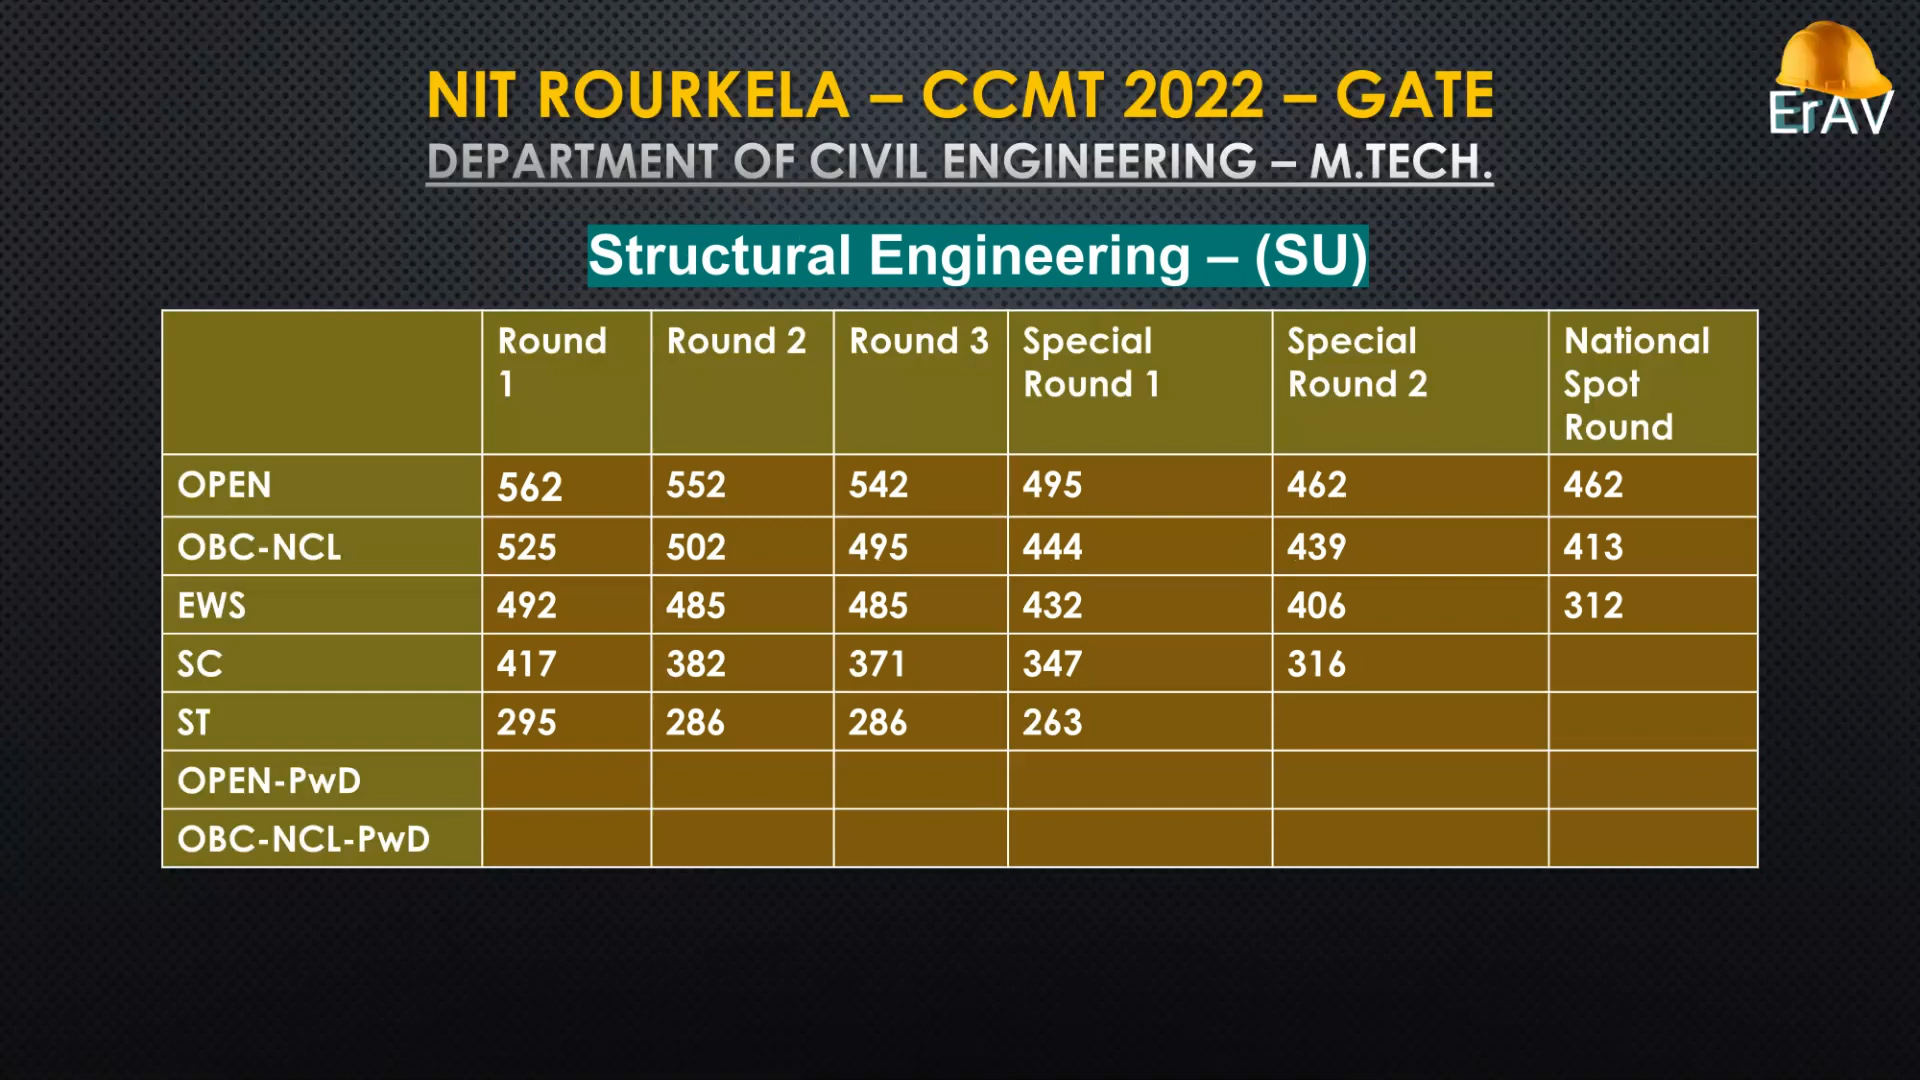 NIT ROURKELA – CCMT 2022 – GATE
DEPARTMENT OF CIVIL ENGINEERING – M.TECH.
ErAV
Structural Engineering – (SU)
Round 1 Round 2 Round 3 Special Round 1 Special Round 2 National Spot Round
OPEN 562 552 542 495 462 462
OBC-NCL 525 502 495 444 439 413
EWS 492 485 485 432 406 312
SC 417 382 371 347 316
ST 295 286 286 263
OPEN-PwD
OBC-NCL-PwD